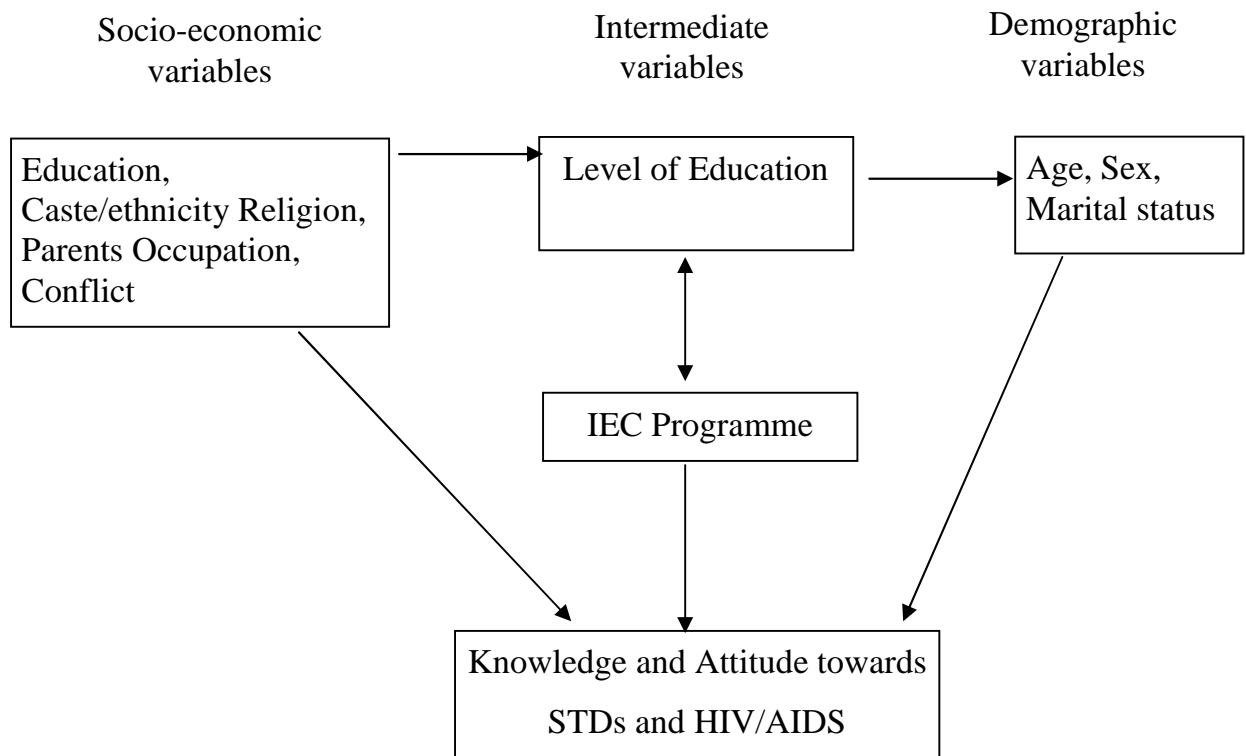 Socio-economic
variables
Intermediate
variables
Demographic
variables
Education,
Caste/ethnicity Religion,
Parents Occupation,
Conflict
Level of Education
Age, Sex,
Marital status
IEC Programme
Knowledge and Attitude towards
STDs and HIV/AIDS